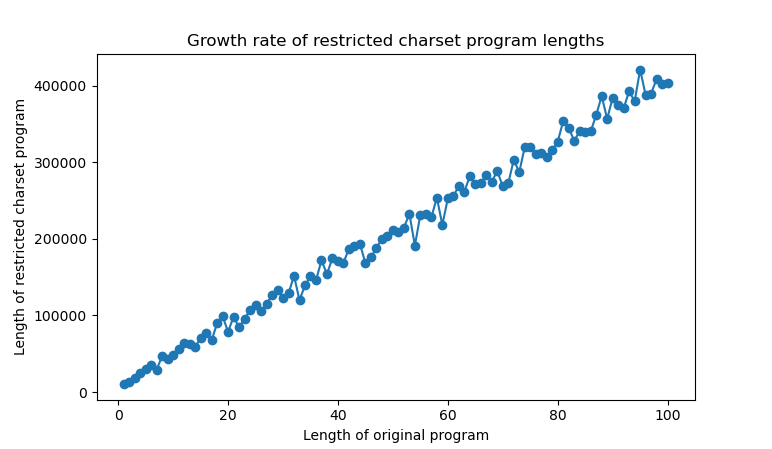 Growth rate of restricted charset program lengths
400000
300000
200000
100000
0
Length of restricted charset program
0 20 40 60 80 100
Length of original program